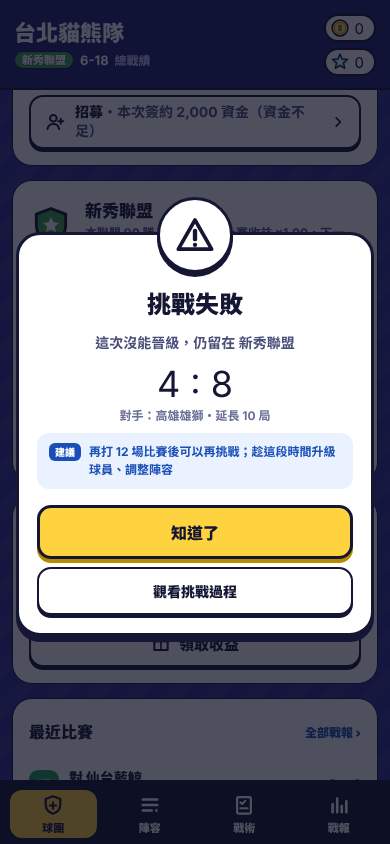 台北貓熊隊
0
新秀聯盟 6-18 總戰績
0
招募・本次簽約 2,000 資金（資金不
足）
新秀聯盟
挑戰失敗
這次沒能晉級，仍留在 新秀聯盟
4：8
對手：高雄雄獅・延長 10 局
建議 再打 12 場比賽後可以再挑戰；趁這段時間升級
球員、調整陣容
知道了
觀看挑戰過程
領取收益
最近比賽 全部戰報 ›
對 仙台藍鯨
球團 陣容 戰術 戰報